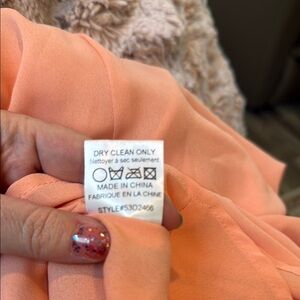 DRY CLEAN ONLY
Nettoyer à sec seulement
MADE IN CHINA
FABRIQUE EN LA CHINE
STYLE#53D2466